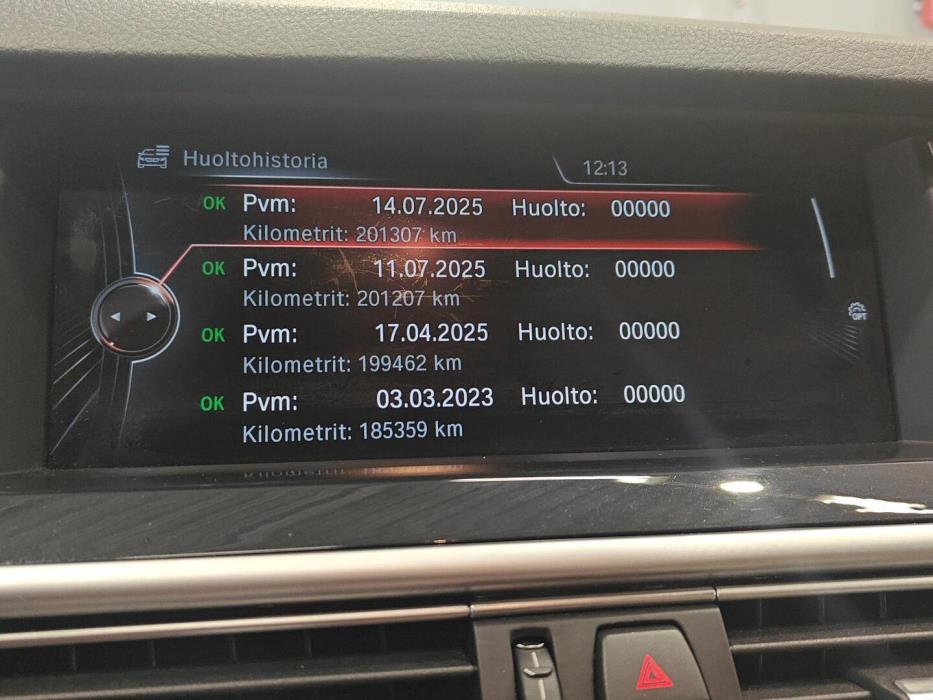 Huoltohistoria 12:13
OK Pvm: 14.07.2025 Huolto: 00000
Kilometrit: 201307 km
OK Pvm: 11.07.2025 Huolto: 00000
Kilometrit: 201207 km
OK Pvm: 17.04.2025 Huolto: 00000
Kilometrit: 199462 km
OK Pvm: 03.03.2023 Huolto: 00000
Kilometrit: 185359 km
OFF